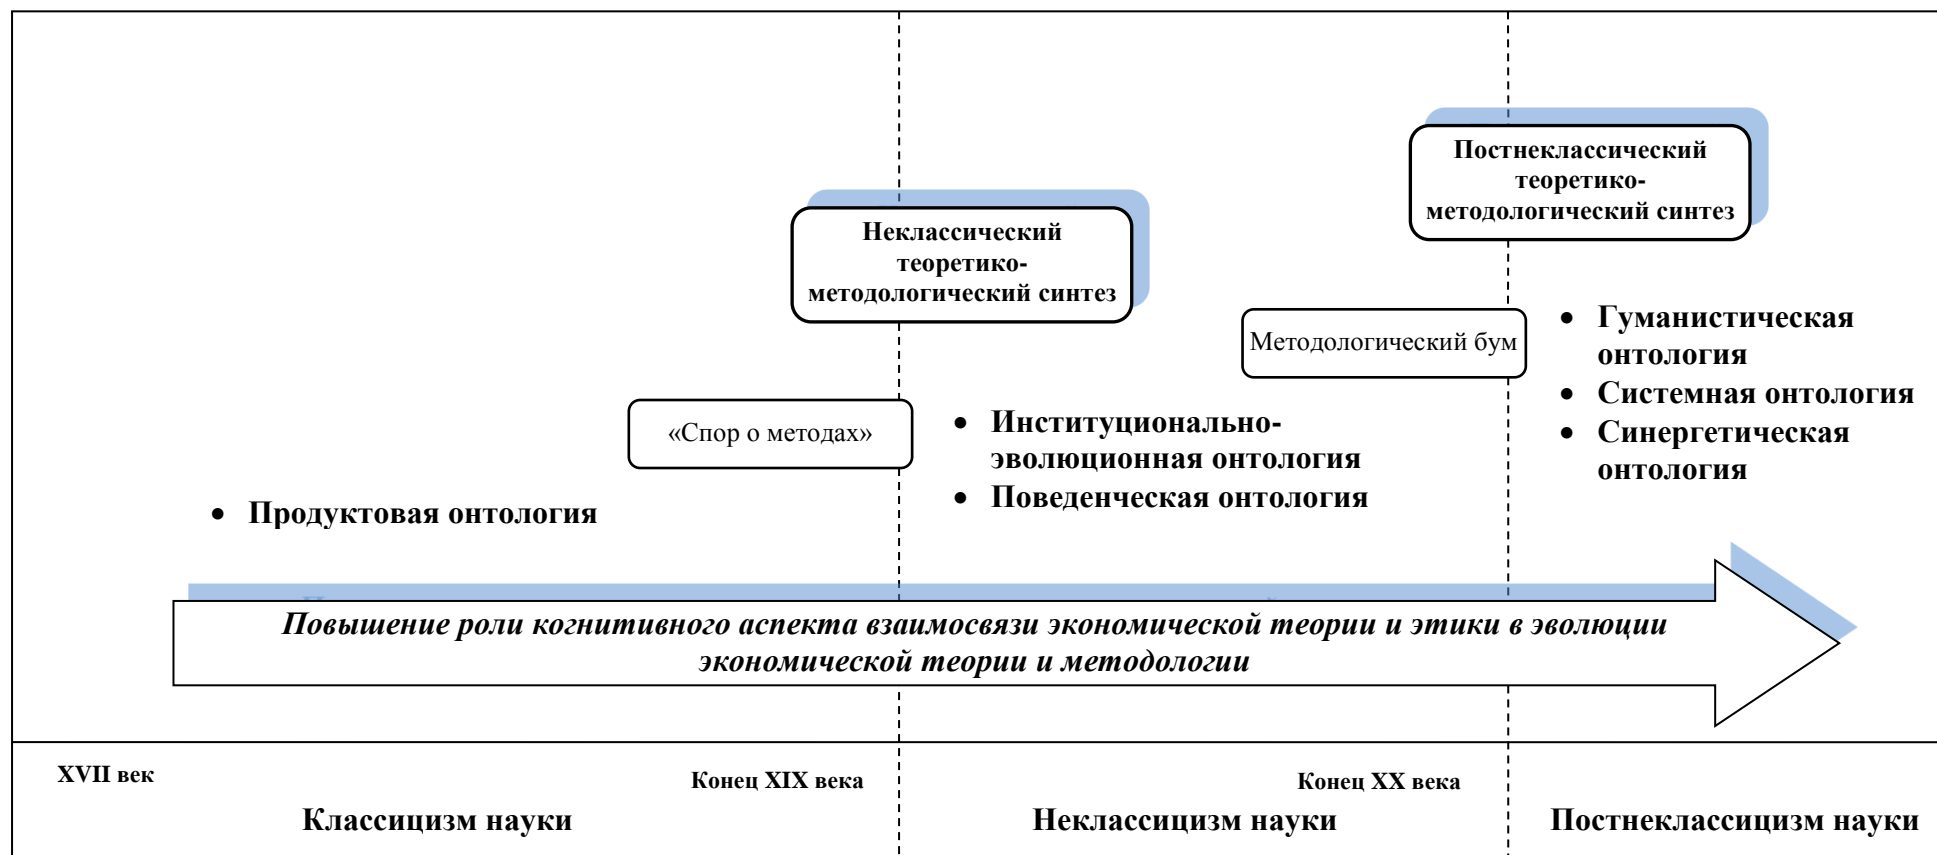 Постнеклассический
теоретико-
методологический синтез
Неклассический
теоретико-
методологический синтез
Методологический бум
• Гуманистическая
онтология
• Системная онтология
• Синергетическая
онтология
«Спор о методах»
• Институционально-
эволюционная онтология
• Поведенческая онтология
• Продуктовая онтология
Повышение роли когнитивного аспекта взаимосвязи экономической теории и этики в эволюции
экономической теории и методологии
XVII век
Конец XIX века
Конец XX века
Классицизм науки
Неклассицизм науки
Постнеклассицизм науки